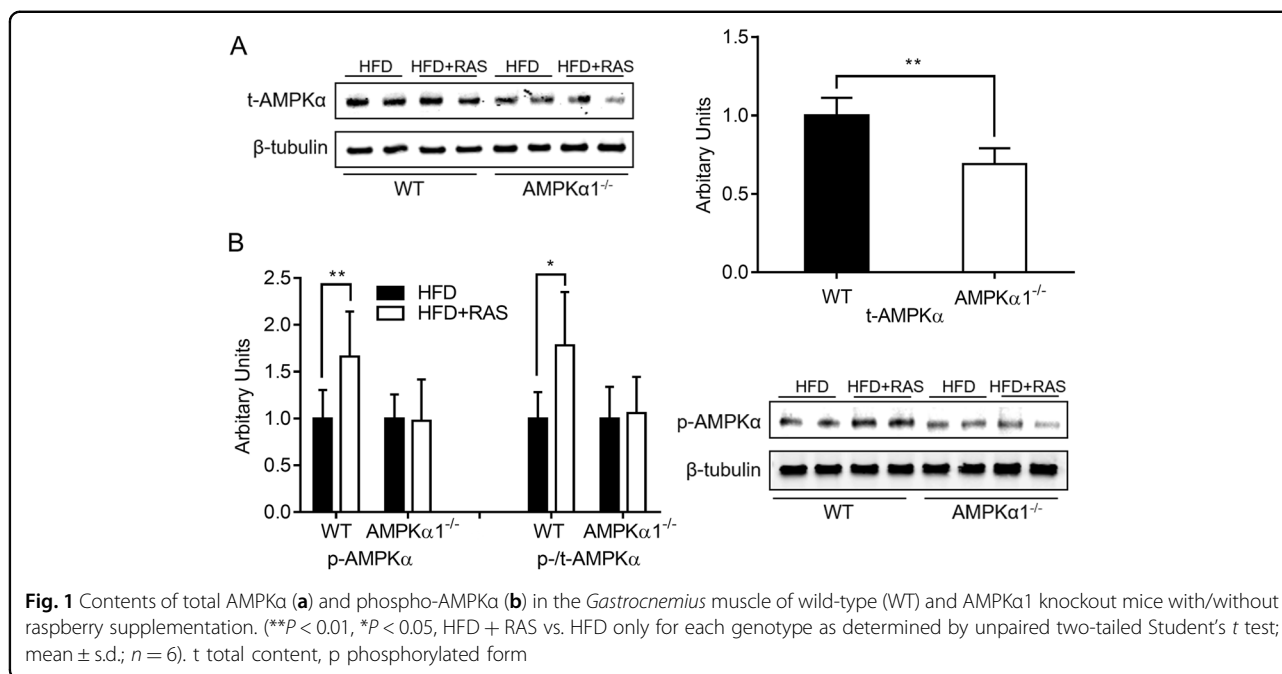 A
HFD HFD+RAS HFD HFD+RAS
t-AMPKα
β-tubulin
WT AMPKα1-/-
1.5
1.0
0.5
0.0
Arbitary Units
**
WT AMPKα1-/-
t-AMPKα
B
2.5
2.0
1.5
1.0
0.5
0.0
Arbitary Units
** *
HFD
HFD+RAS
WT AMPKα1-/- WT AMPKα1-/-
p-AMPKα p-/t-AMPKα
HFD HFD+RAS HFD HFD+RAS
p-AMPKα
β-tubulin
WT AMPKα1-/-
Fig. 1 Contents of total AMPKα (a) and phospho-AMPKα (b) in the Gastrocnemius muscle of wild-type (WT) and AMPKα1 knockout mice with/without
raspberry supplementation. (**P < 0.01, *P < 0.05, HFD + RAS vs. HFD only for each genotype as determined by unpaired two-tailed Student's t test;
mean ± s.d.; n = 6). t total content, p phosphorylated form